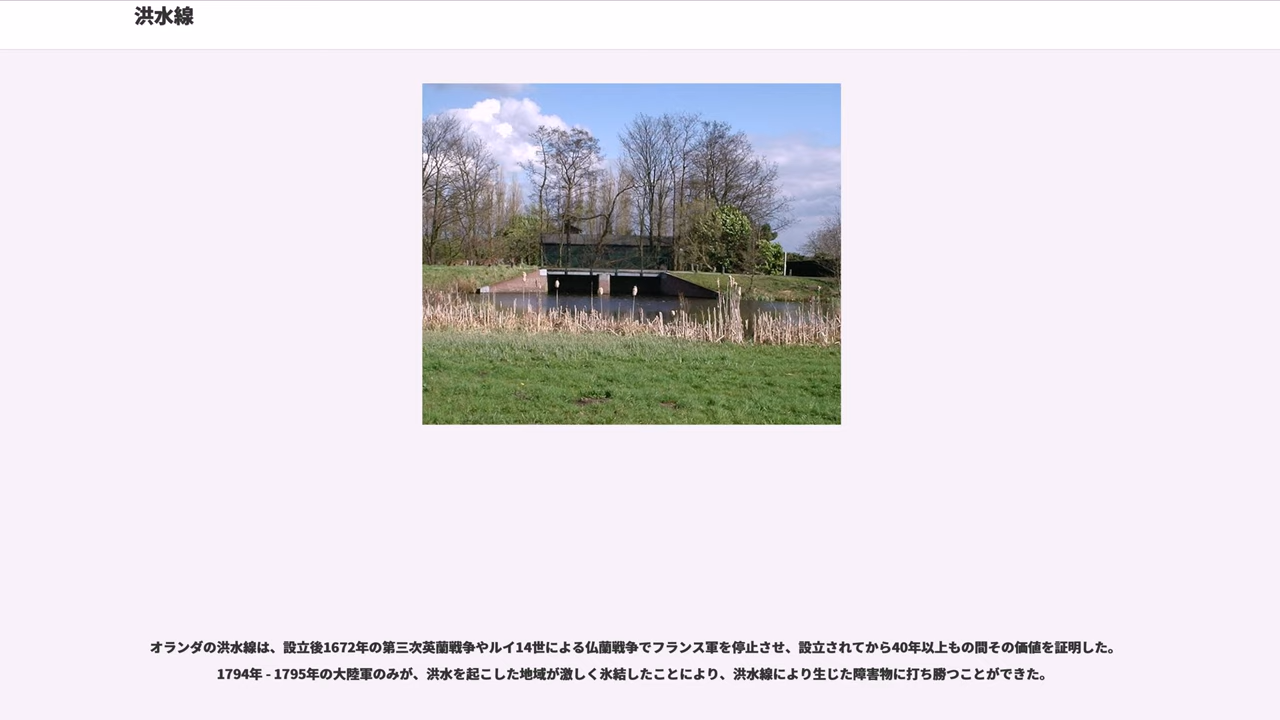 洪水線
オランダの洪水線は、設立後1672年の第三次英蘭戦争やルイ14世による仏蘭戦争でフランス軍を停止させ、設立されてから40年以上もの間その価値を証明した。
1794年 - 1795年の大陸軍のみが、洪水を起こした地域が激しく氷結したことにより、洪水線により生じた障害物に打ち勝つことができた。